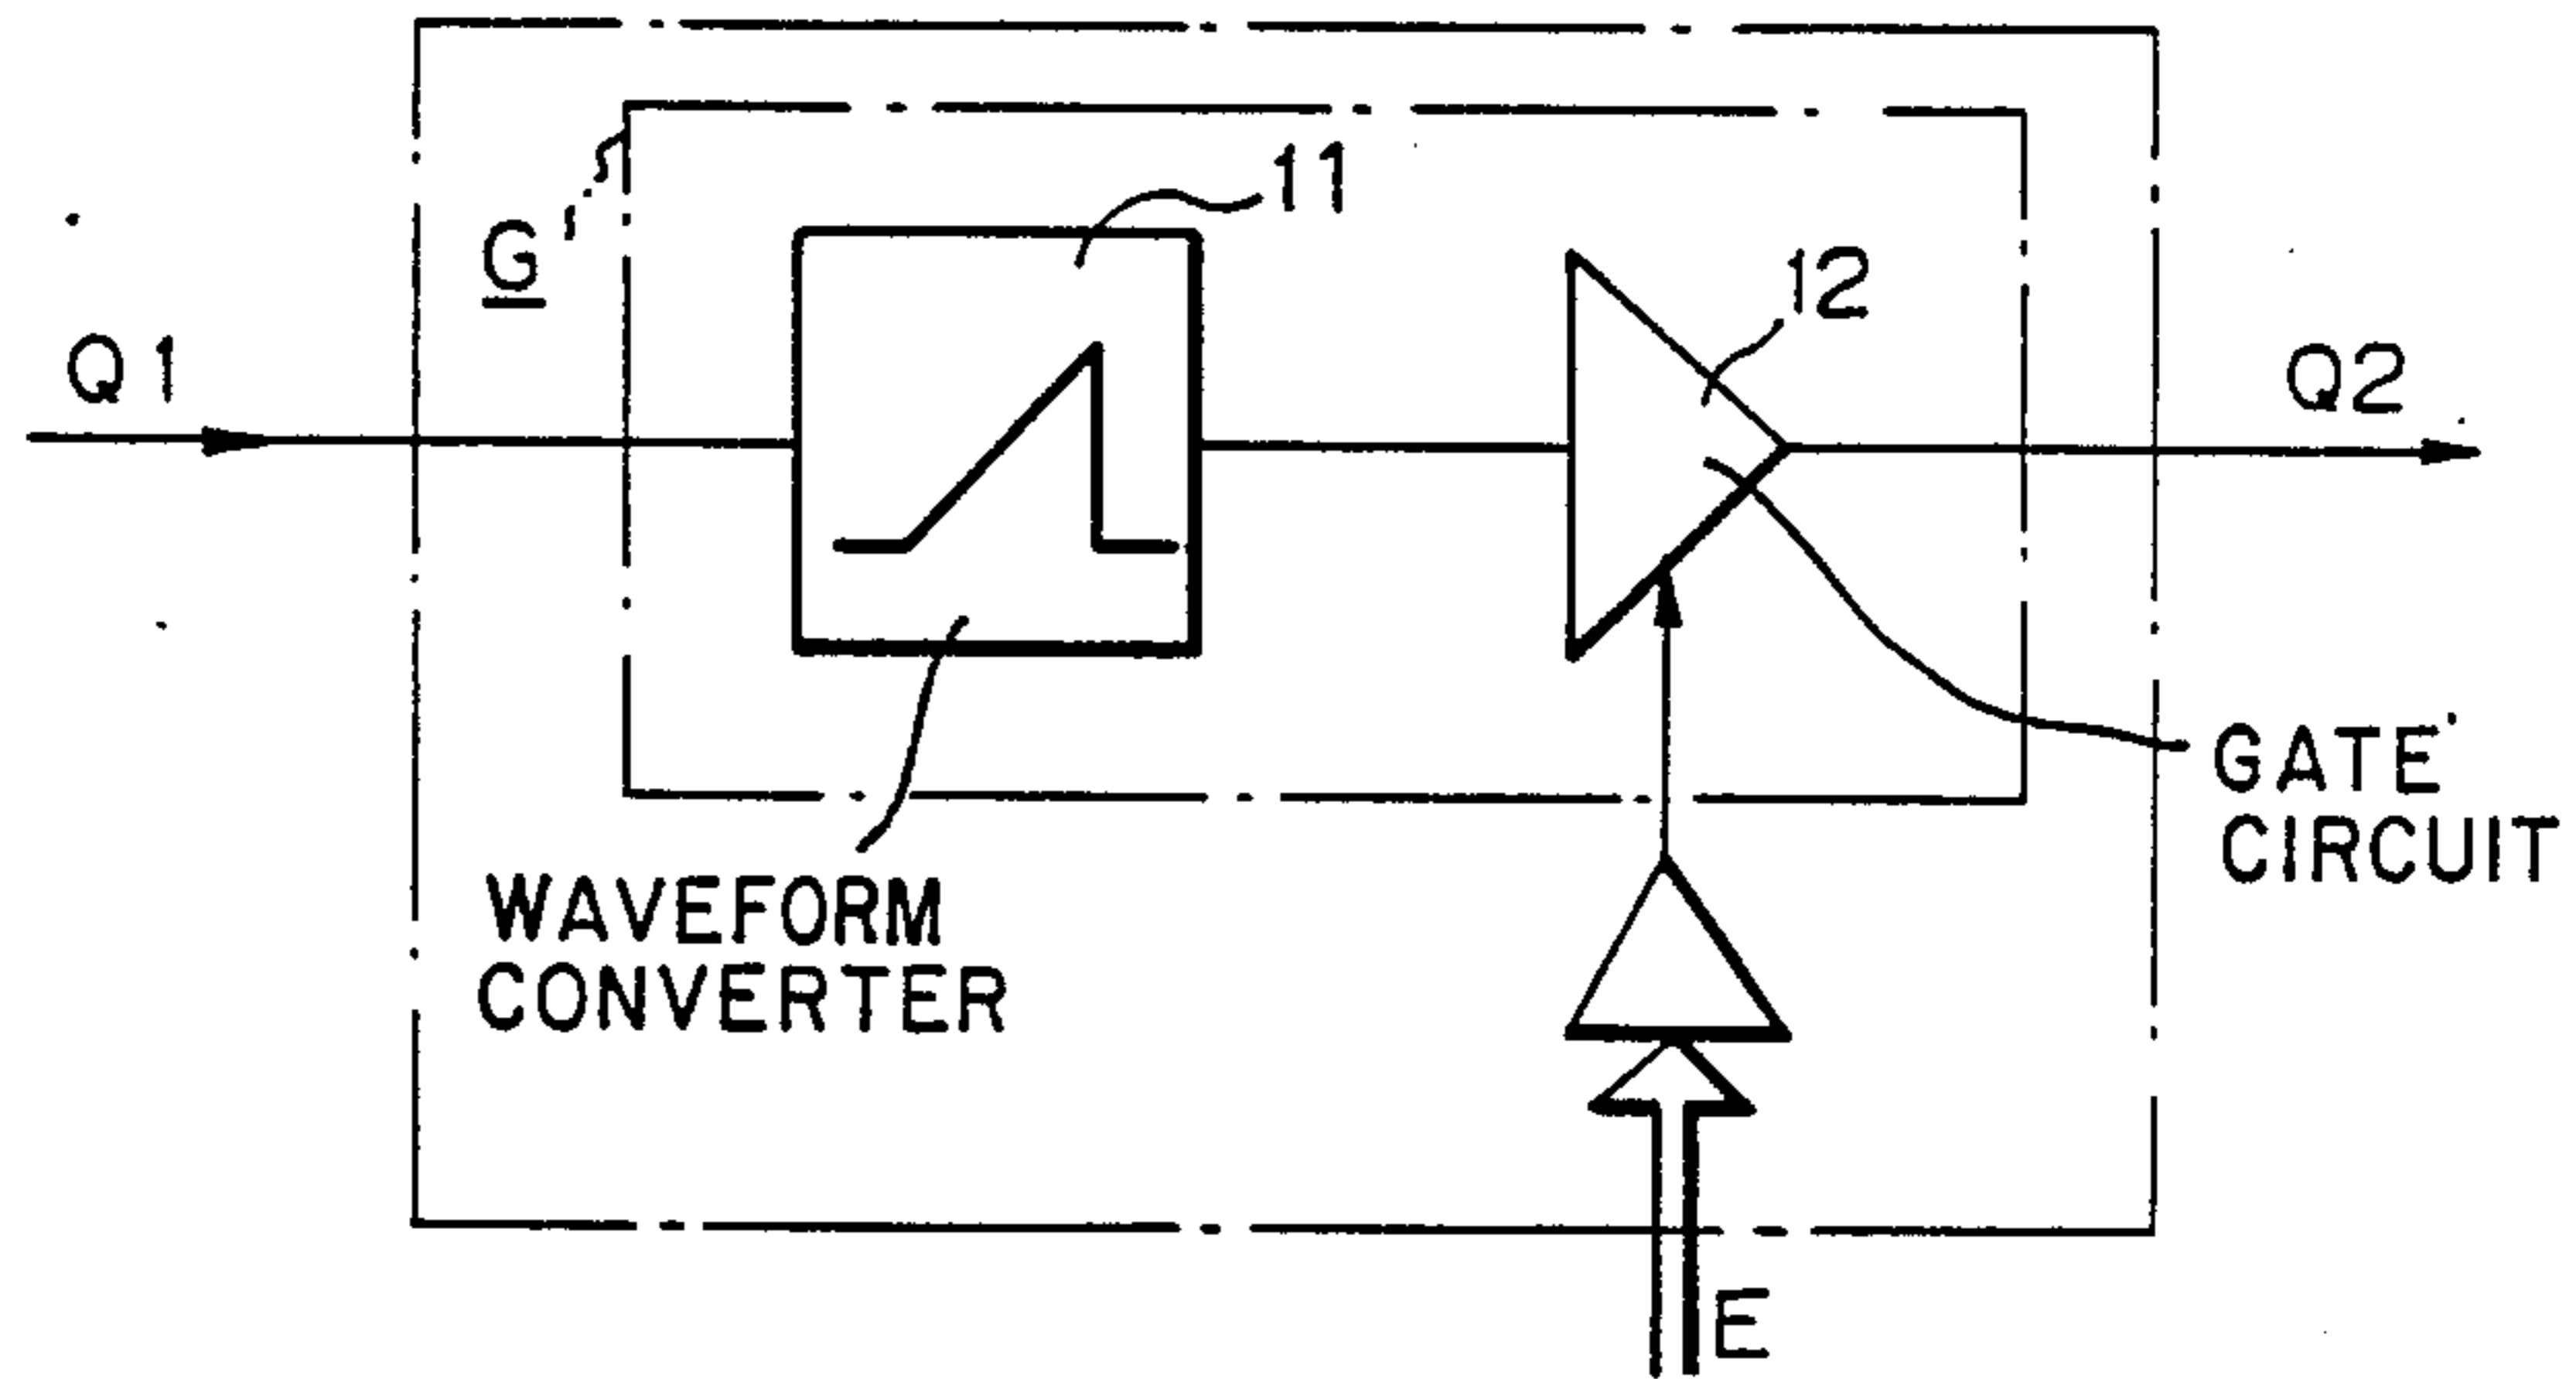 11
G'
12
Q1
Q2
GATE
CIRCUIT
WAVEFORM
CONVERTER
E